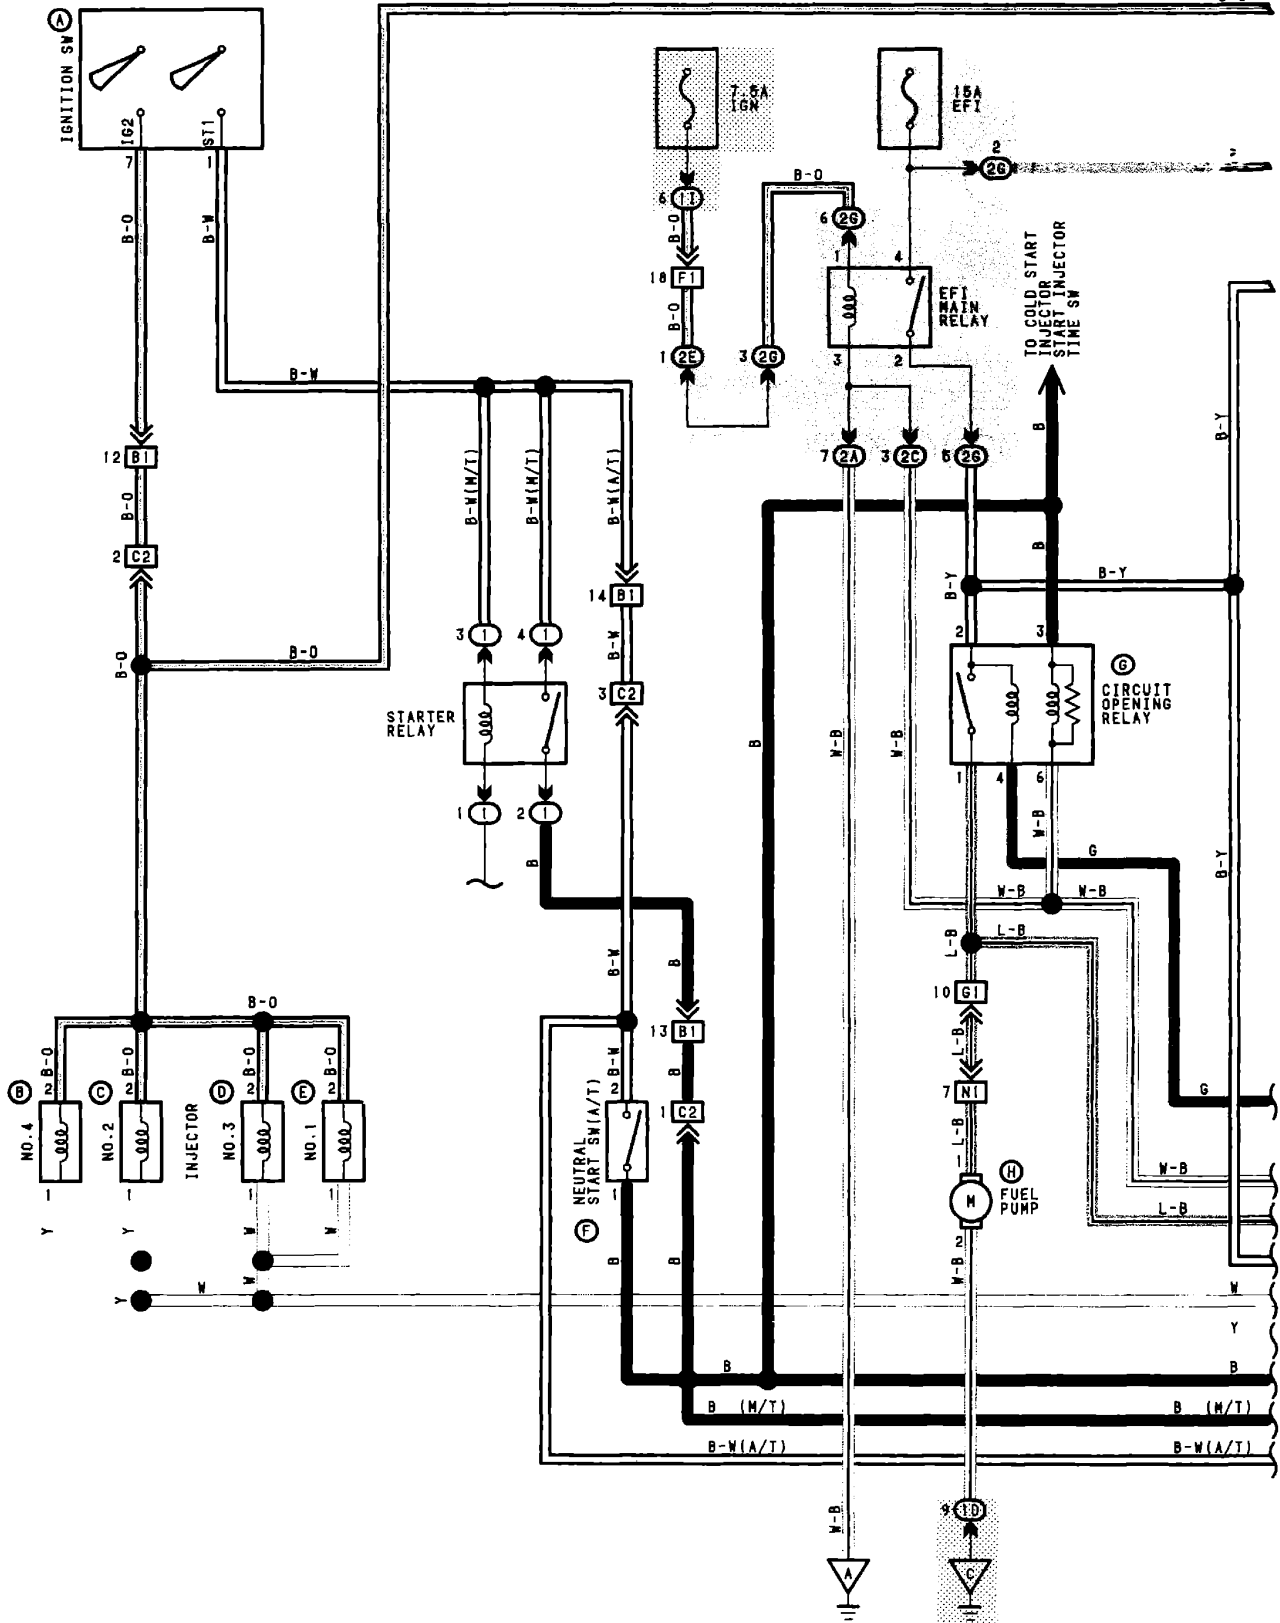 A
IGNITION SW
IG2
ST1
7
1
B-O
B-W
7.5A
IGN
15A
EFI
2
2G
6
1I
B-O
B-O
6
2G
18
F1
B-O
1
2E
3
2G
1
4
EFI
MAIN
RELAY
3
2
TO COLD START
INJECTOR
START INJECTOR
TIME SW
B-W
B
B-Y
12
B1
B-O
2
C2
B-W(M/T)
B-W(M/T)
B-W(A/T)
7
2A
3
2C
5
2G
B
B-Y
B-Y
14
B1
3
1
4
1
B-W
2
3
B-O
B-O
3
C2
G
CIRCUIT
OPENING
RELAY
STARTER
RELAY
B
W-B
W-B
1
4
6
1
1
2
1
W-B
B
G
B-Y
W-B
W-B
L-B
L-B
B-W
B
10
G1
B-O
13
B1
L-B
B-O
B-O
B-O
B-O
B-W
B
B
2
C
2
D
2
E
2
2
7
N1
G
1
C2
NO.4
NO.2
INJECTOR
NO.3
NO.1
NEUTRAL
START SW(A/T)
L-B
1
W-B
M
H
FUEL
PUMP
1
1
1
1
1
L-B
Y
Y
W
W
F
B
B
2
W-B
W
Y
W
W
Y
B
B
B (M/T)
B (M/T)
B-W(A/T)
B-W(A/T)
W-B
9
1D
A
C